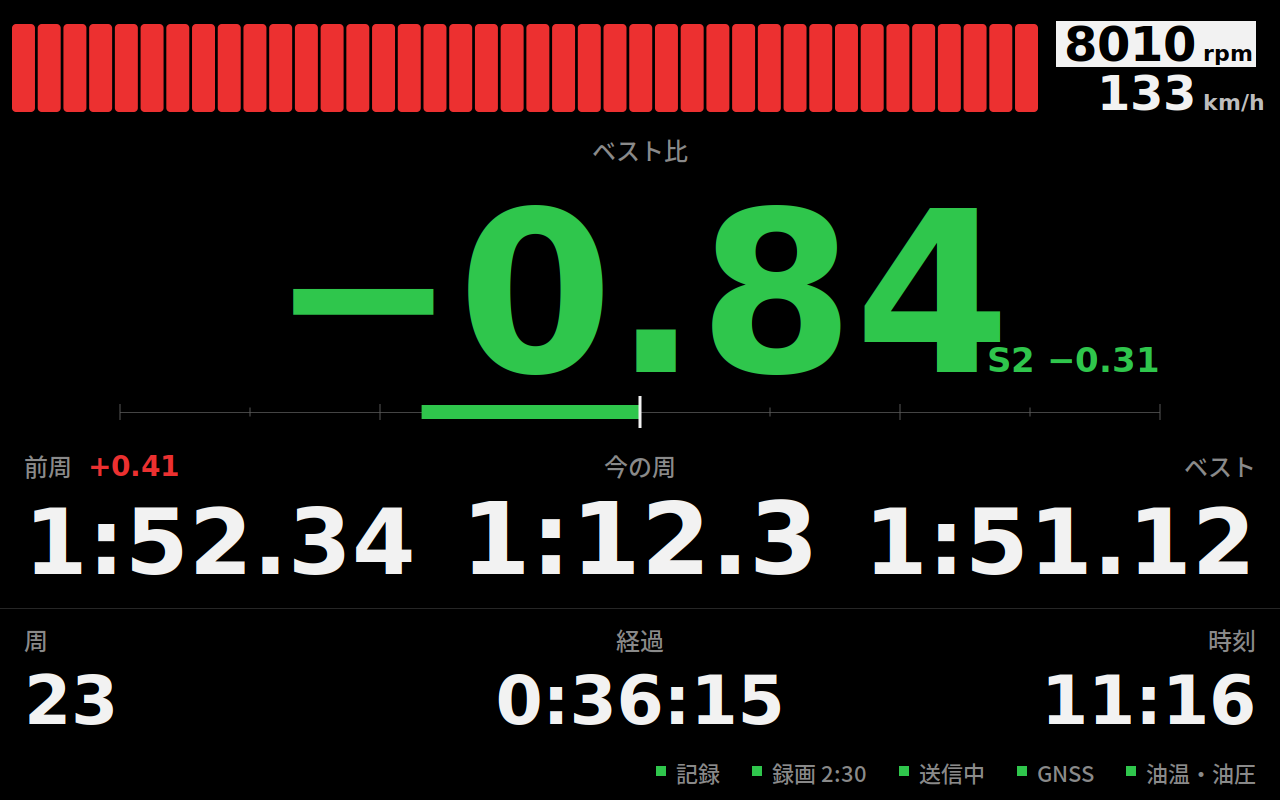 8010 rpm
133 km/h
ベスト比
−0.84
S2 −0.31
前周 +0.41 今の周 ベスト
1:52.34 1:12.3 1:51.12
周 経過 時刻
23 0:36:15 11:16
記録 録画 2:30 送信中 GNSS 油温・油圧